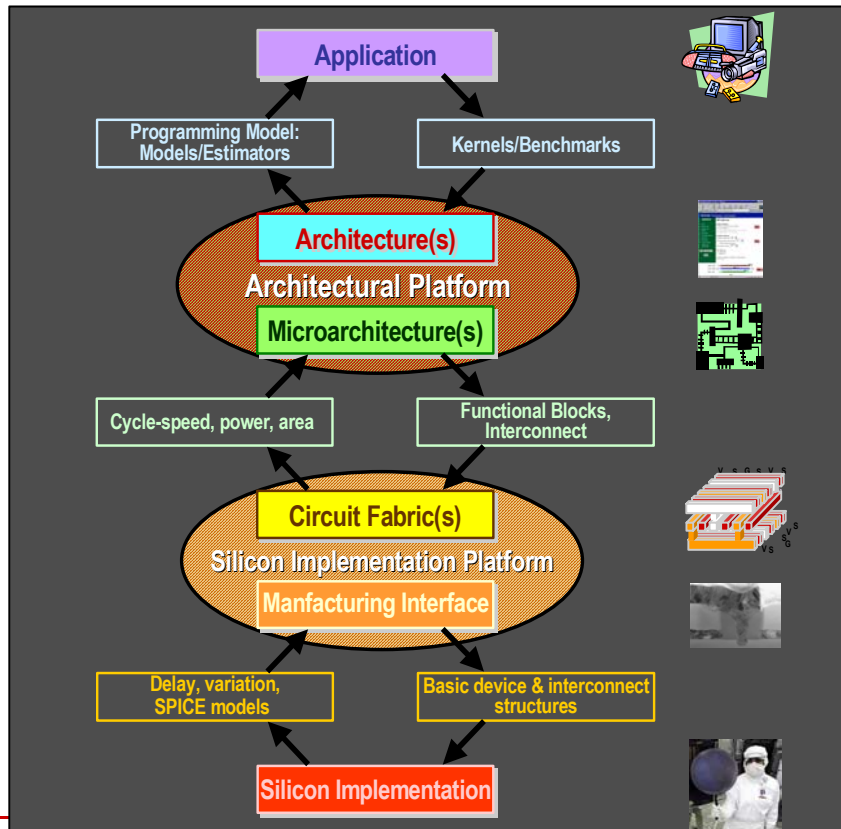 Application
Programming Model:
Models/Estimators
Kernels/Benchmarks
Architecture(s)
Architectural Platform
Microarchitecture(s)
Cycle-speed, power, area
Functional Blocks,
Interconnect
V S G S V S
Circuit Fabric(s)
Silicon Implementation Platform
V
S
G
S
V S
Manfacturing Interface
Delay, variation,
SPICE models
Basic device & interconnect
structures
Silicon Implementation